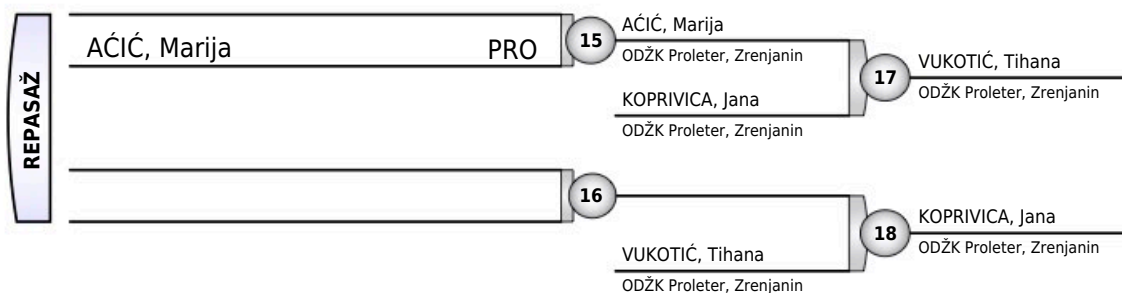 REPASAŽ
AĆIĆ, Marija PRO
15
AĆIĆ, Marija
ODŽK Proleter, Zrenjanin
KOPRIVICA, Jana
ODŽK Proleter, Zrenjanin
17
VUKOTIĆ, Tihana
ODŽK Proleter, Zrenjanin
16
VUKOTIĆ, Tihana
ODŽK Proleter, Zrenjanin
18
KOPRIVICA, Jana
ODŽK Proleter, Zrenjanin